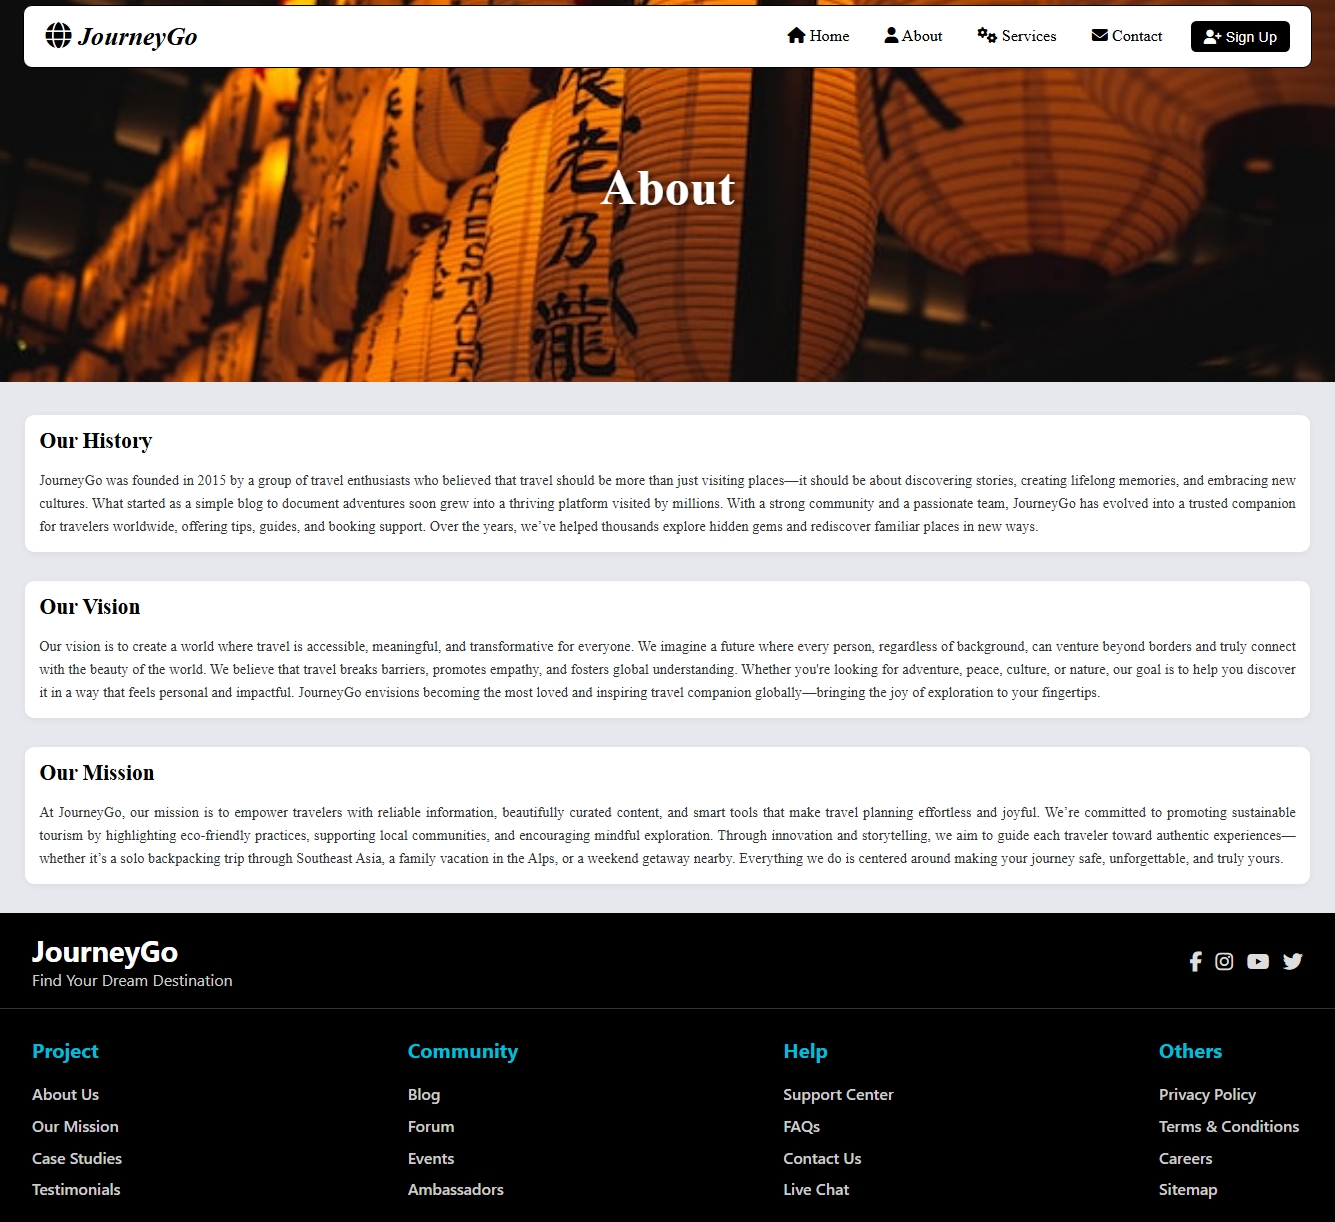 JourneyGo
Home About Services Contact Sign Up
About
長老乃瀧
FESTAUR
Our History
JourneyGo was founded in 2015 by a group of travel enthusiasts who believed that travel should be more than just visiting places—it should be about discovering stories, creating lifelong memories, and embracing new
cultures. What started as a simple blog to document adventures soon grew into a thriving platform visited by millions. With a strong community and a passionate team, JourneyGo has evolved into a trusted companion
for travelers worldwide, offering tips, guides, and booking support. Over the years, we’ve helped thousands explore hidden gems and rediscover familiar places in new ways.
Our Vision
Our vision is to create a world where travel is accessible, meaningful, and transformative for everyone. We imagine a future where every person, regardless of background, can venture beyond borders and truly connect
with the beauty of the world. We believe that travel breaks barriers, promotes empathy, and fosters global understanding. Whether you're looking for adventure, peace, culture, or nature, our goal is to help you discover
it in a way that feels personal and impactful. JourneyGo envisions becoming the most loved and inspiring travel companion globally—bringing the joy of exploration to your fingertips.
Our Mission
At JourneyGo, our mission is to empower travelers with reliable information, beautifully curated content, and smart tools that make travel planning effortless and joyful. We’re committed to promoting sustainable
tourism by highlighting eco-friendly practices, supporting local communities, and encouraging mindful exploration. Through innovation and storytelling, we aim to guide each traveler toward authentic experiences—
whether it’s a solo backpacking trip through Southeast Asia, a family vacation in the Alps, or a weekend getaway nearby. Everything we do is centered around making your journey safe, unforgettable, and truly yours.
JourneyGo
Find Your Dream Destination
Project Community Help Others
About Us Blog Support Center Privacy Policy
Our Mission Forum FAQs Terms & Conditions
Case Studies Events Contact Us Careers
Testimonials Ambassadors Live Chat Sitemap